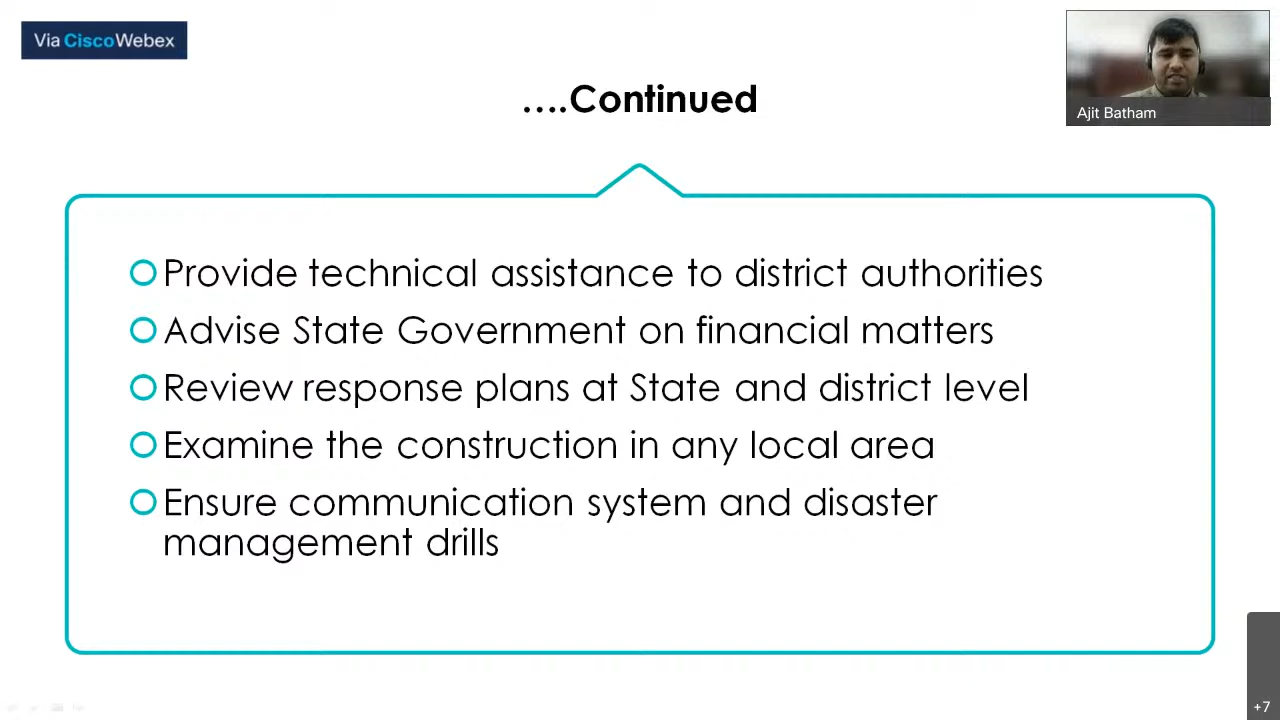 Via CiscoWebex
Ajit Batham
....Continued
Provide technical assistance to district authorities
Advise State Government on financial matters
Review response plans at State and district level
Examine the construction in any local area
Ensure communication system and disaster
management drills
+7